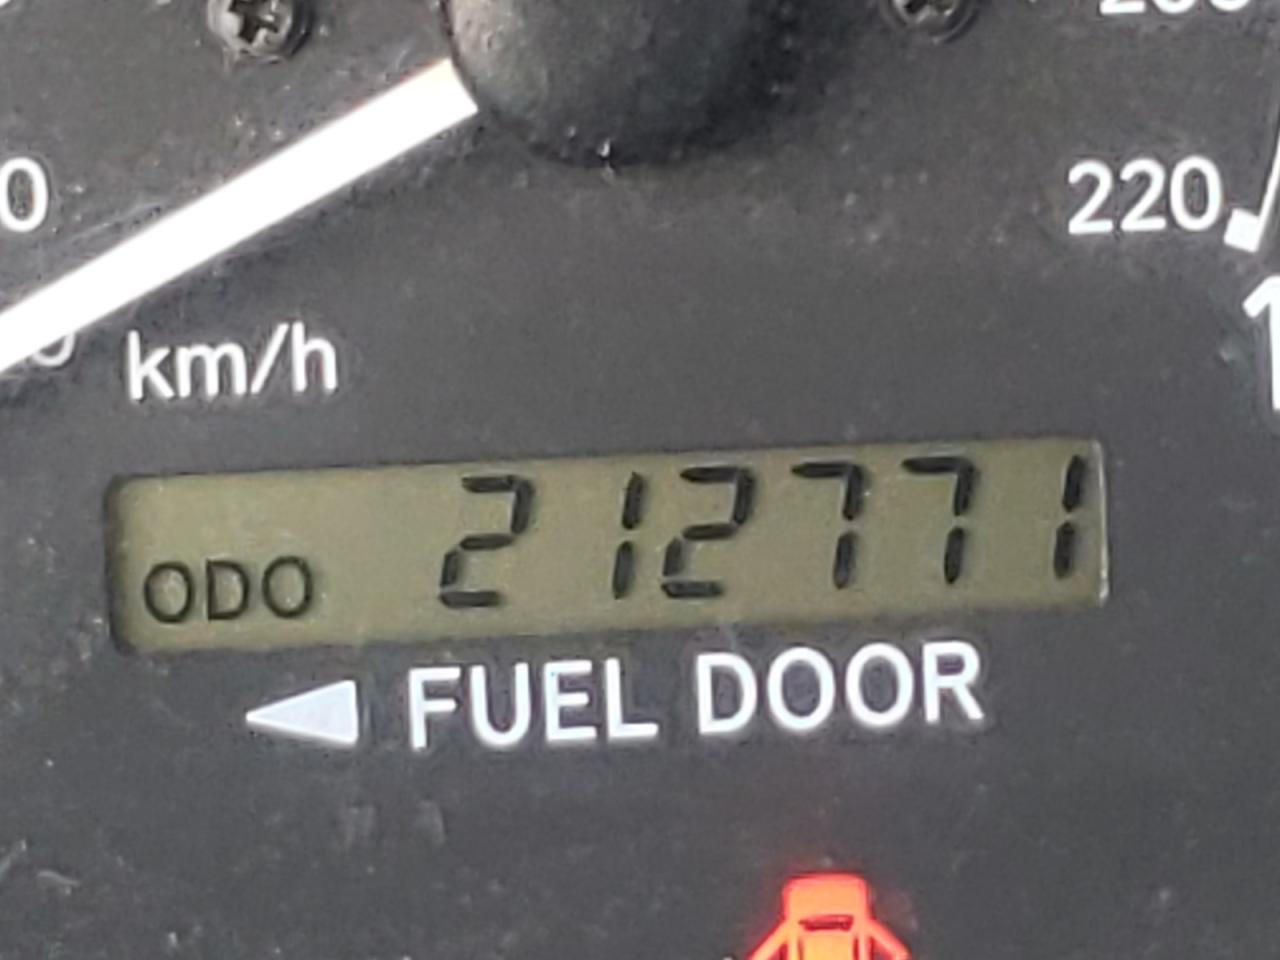 220
km/h
ODO 212771
FUEL DOOR